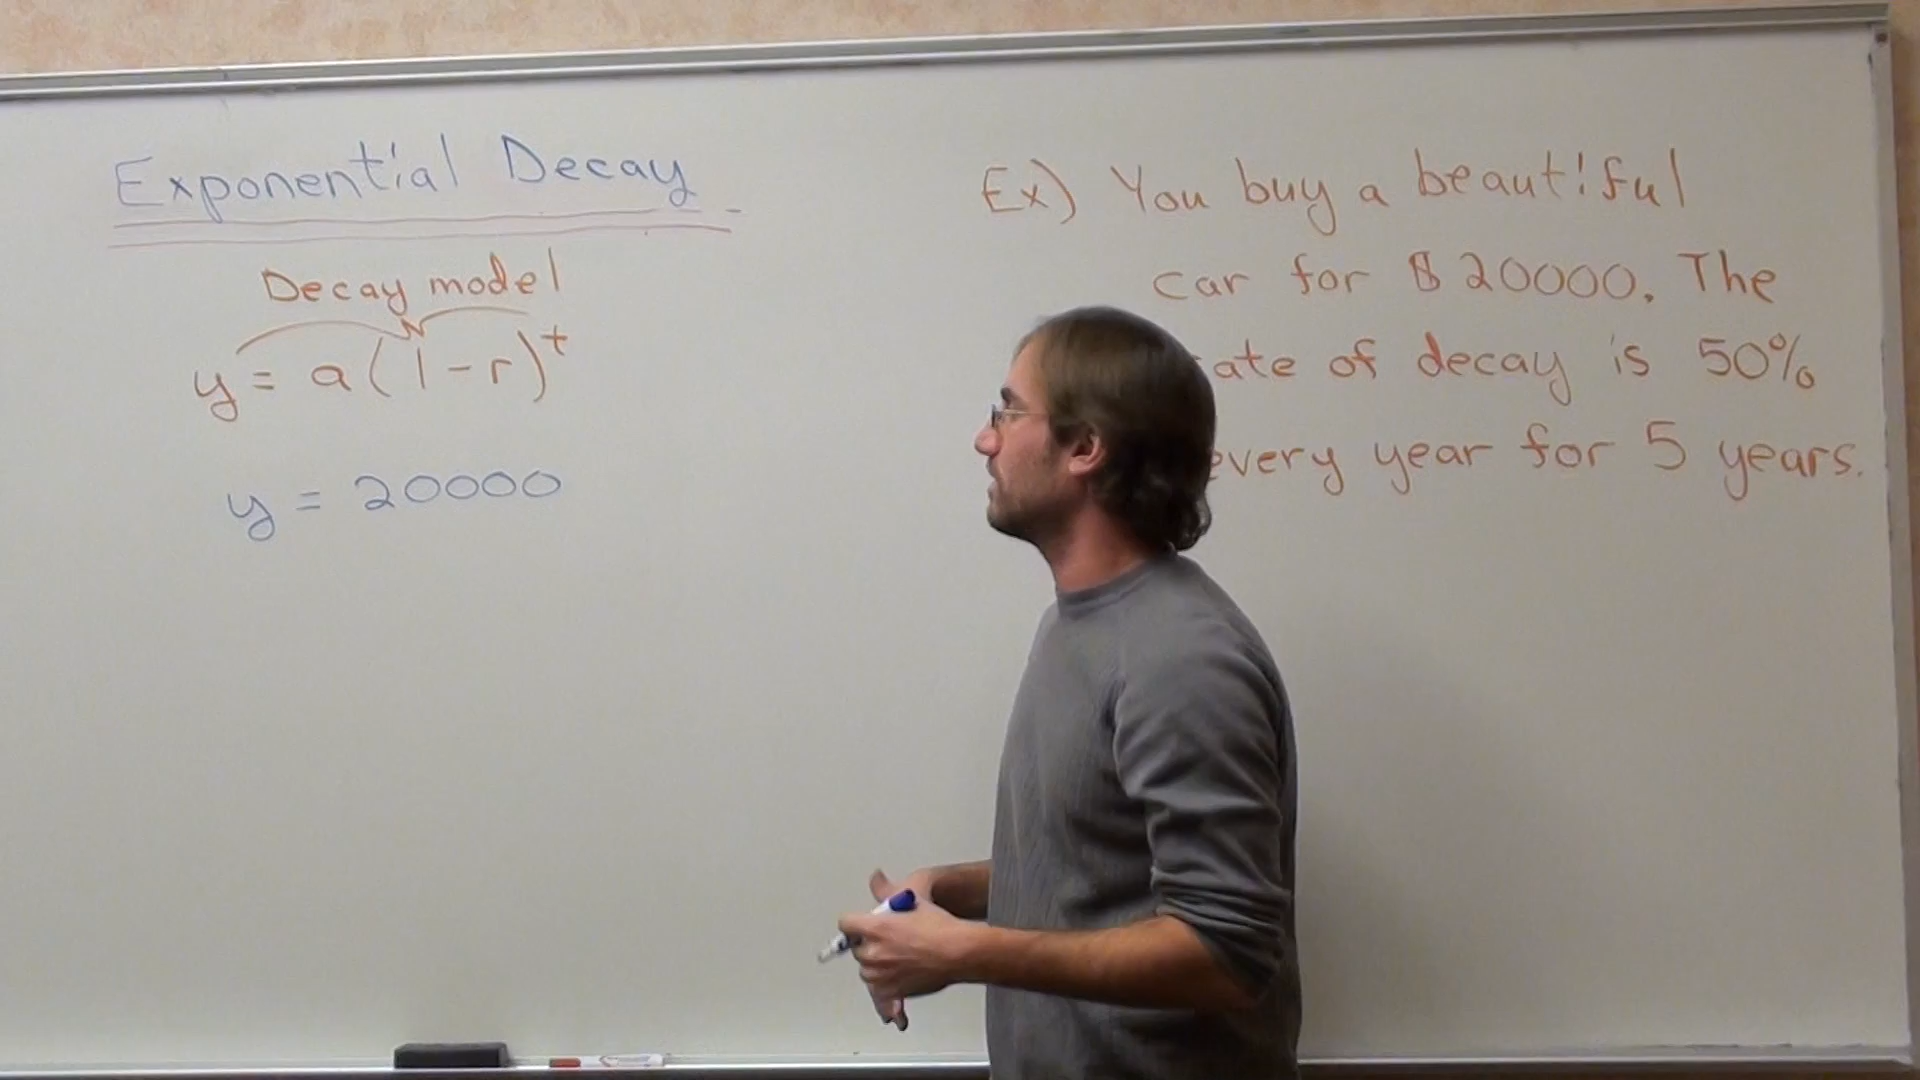 Exponential Decay
Decay model
y = a(1-r)^t
y = 20000
Ex) You buy a beautiful
car for $20000. The
ate of decay is 50%
every year for 5 years.